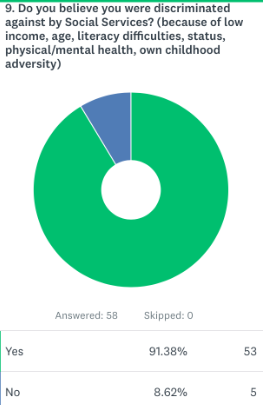 9. Do you believe you were discriminated
against by Social Services? (because of low
income, age, literacy difficulties, status,
physical/mental health, own childhood
adversity)
Answered: 58 Skipped: 0
Yes 91.38% 53
No 8.62% 5